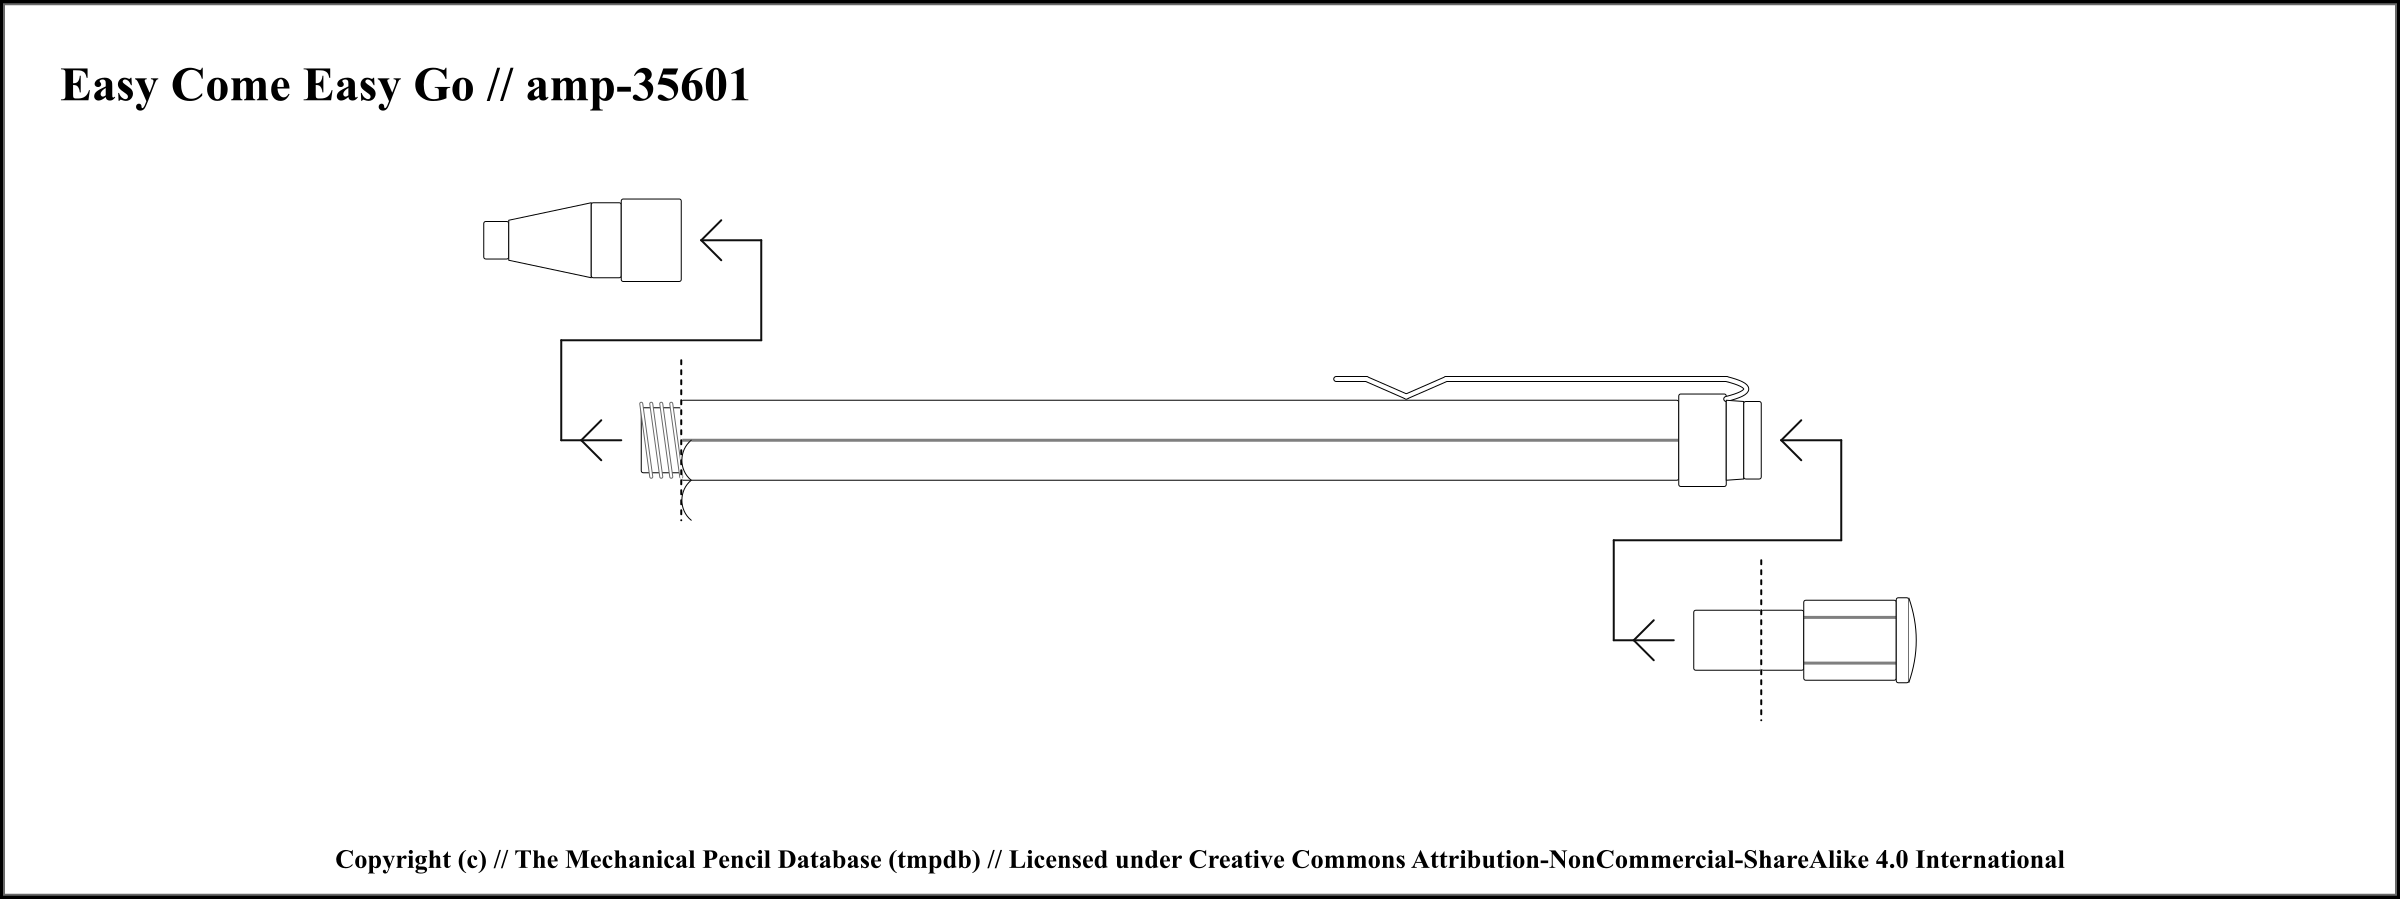 Easy Come Easy Go // amp-35601
Copyright (c) // The Mechanical Pencil Database (tmpdb) // Licensed under Creative Commons Attribution-NonCommercial-ShareAlike 4.0 International